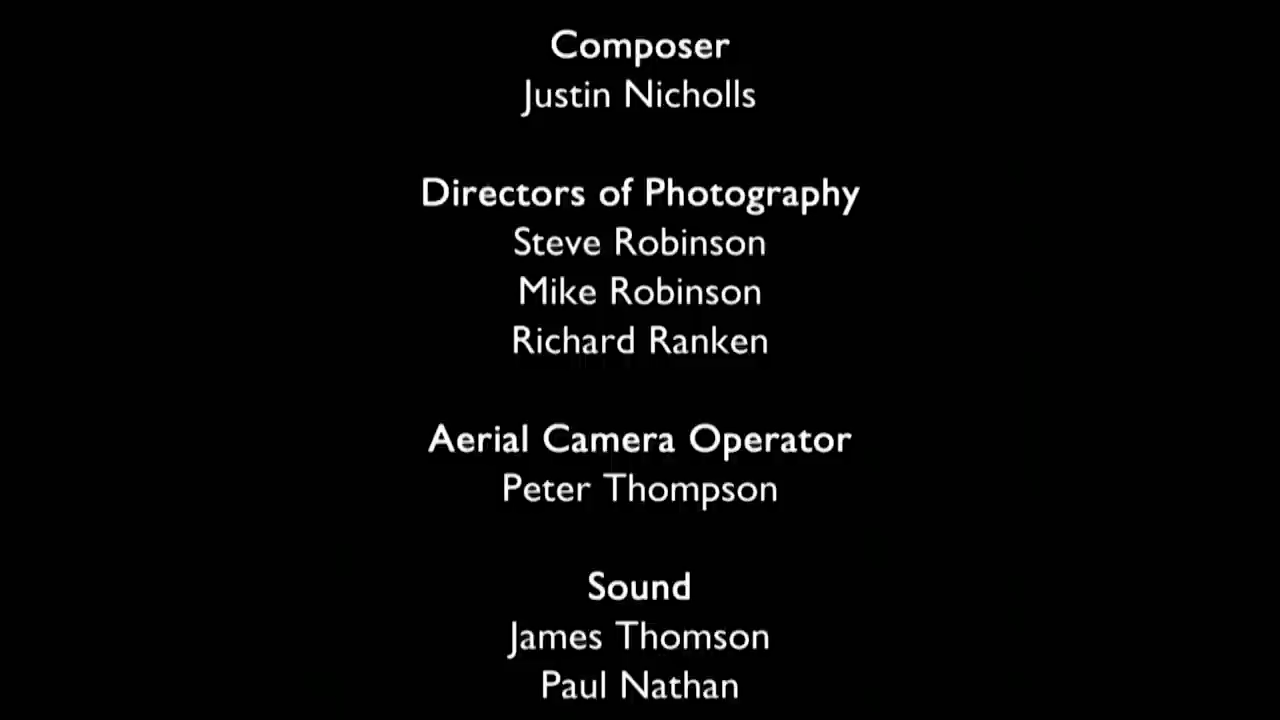 Composer
Justin Nicholls
Directors of Photography
Steve Robinson
Mike Robinson
Richard Ranken
Aerial Camera Operator
Peter Thompson
Sound
James Thomson
Paul Nathan